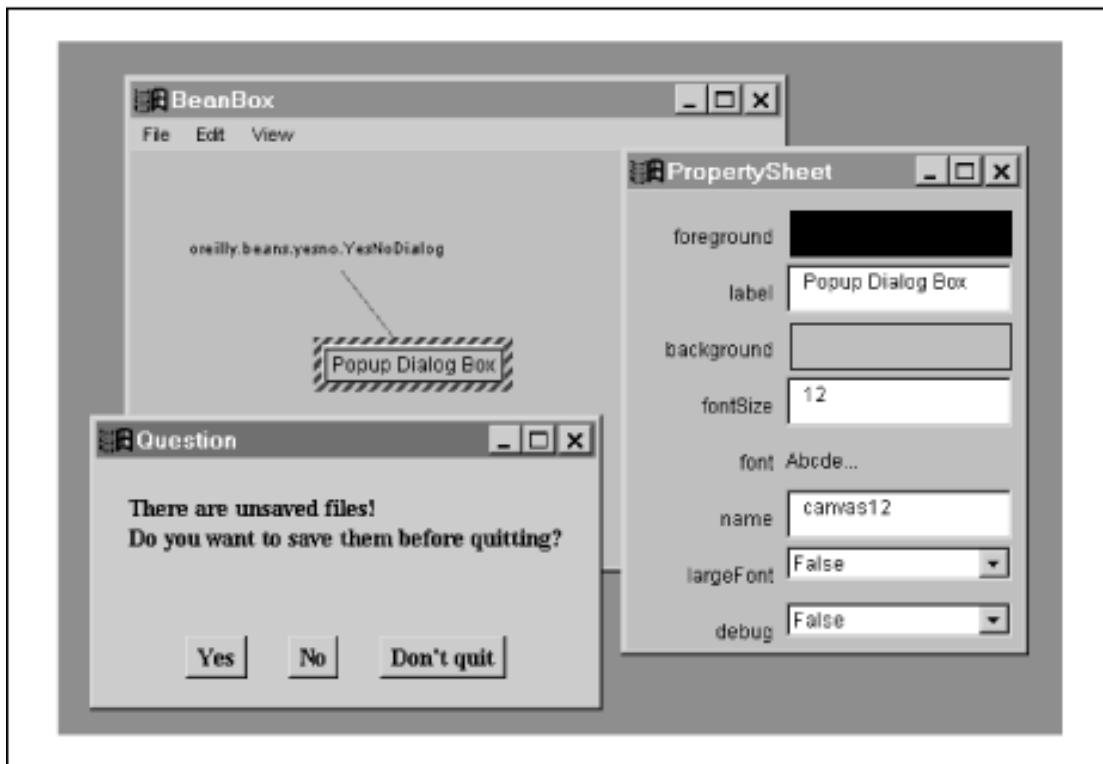 BeanBox
File Edit View
oreilly.beans.yesno.YesNoDialog
Popup Dialog Box
PropertySheet
foreground
label Popup Dialog Box
background
fontSize 12
font Abcde...
name canvas12
largeFont False
debug False
Question
There are unsaved files!
Do you want to save them before quitting?
Yes No Don't quit